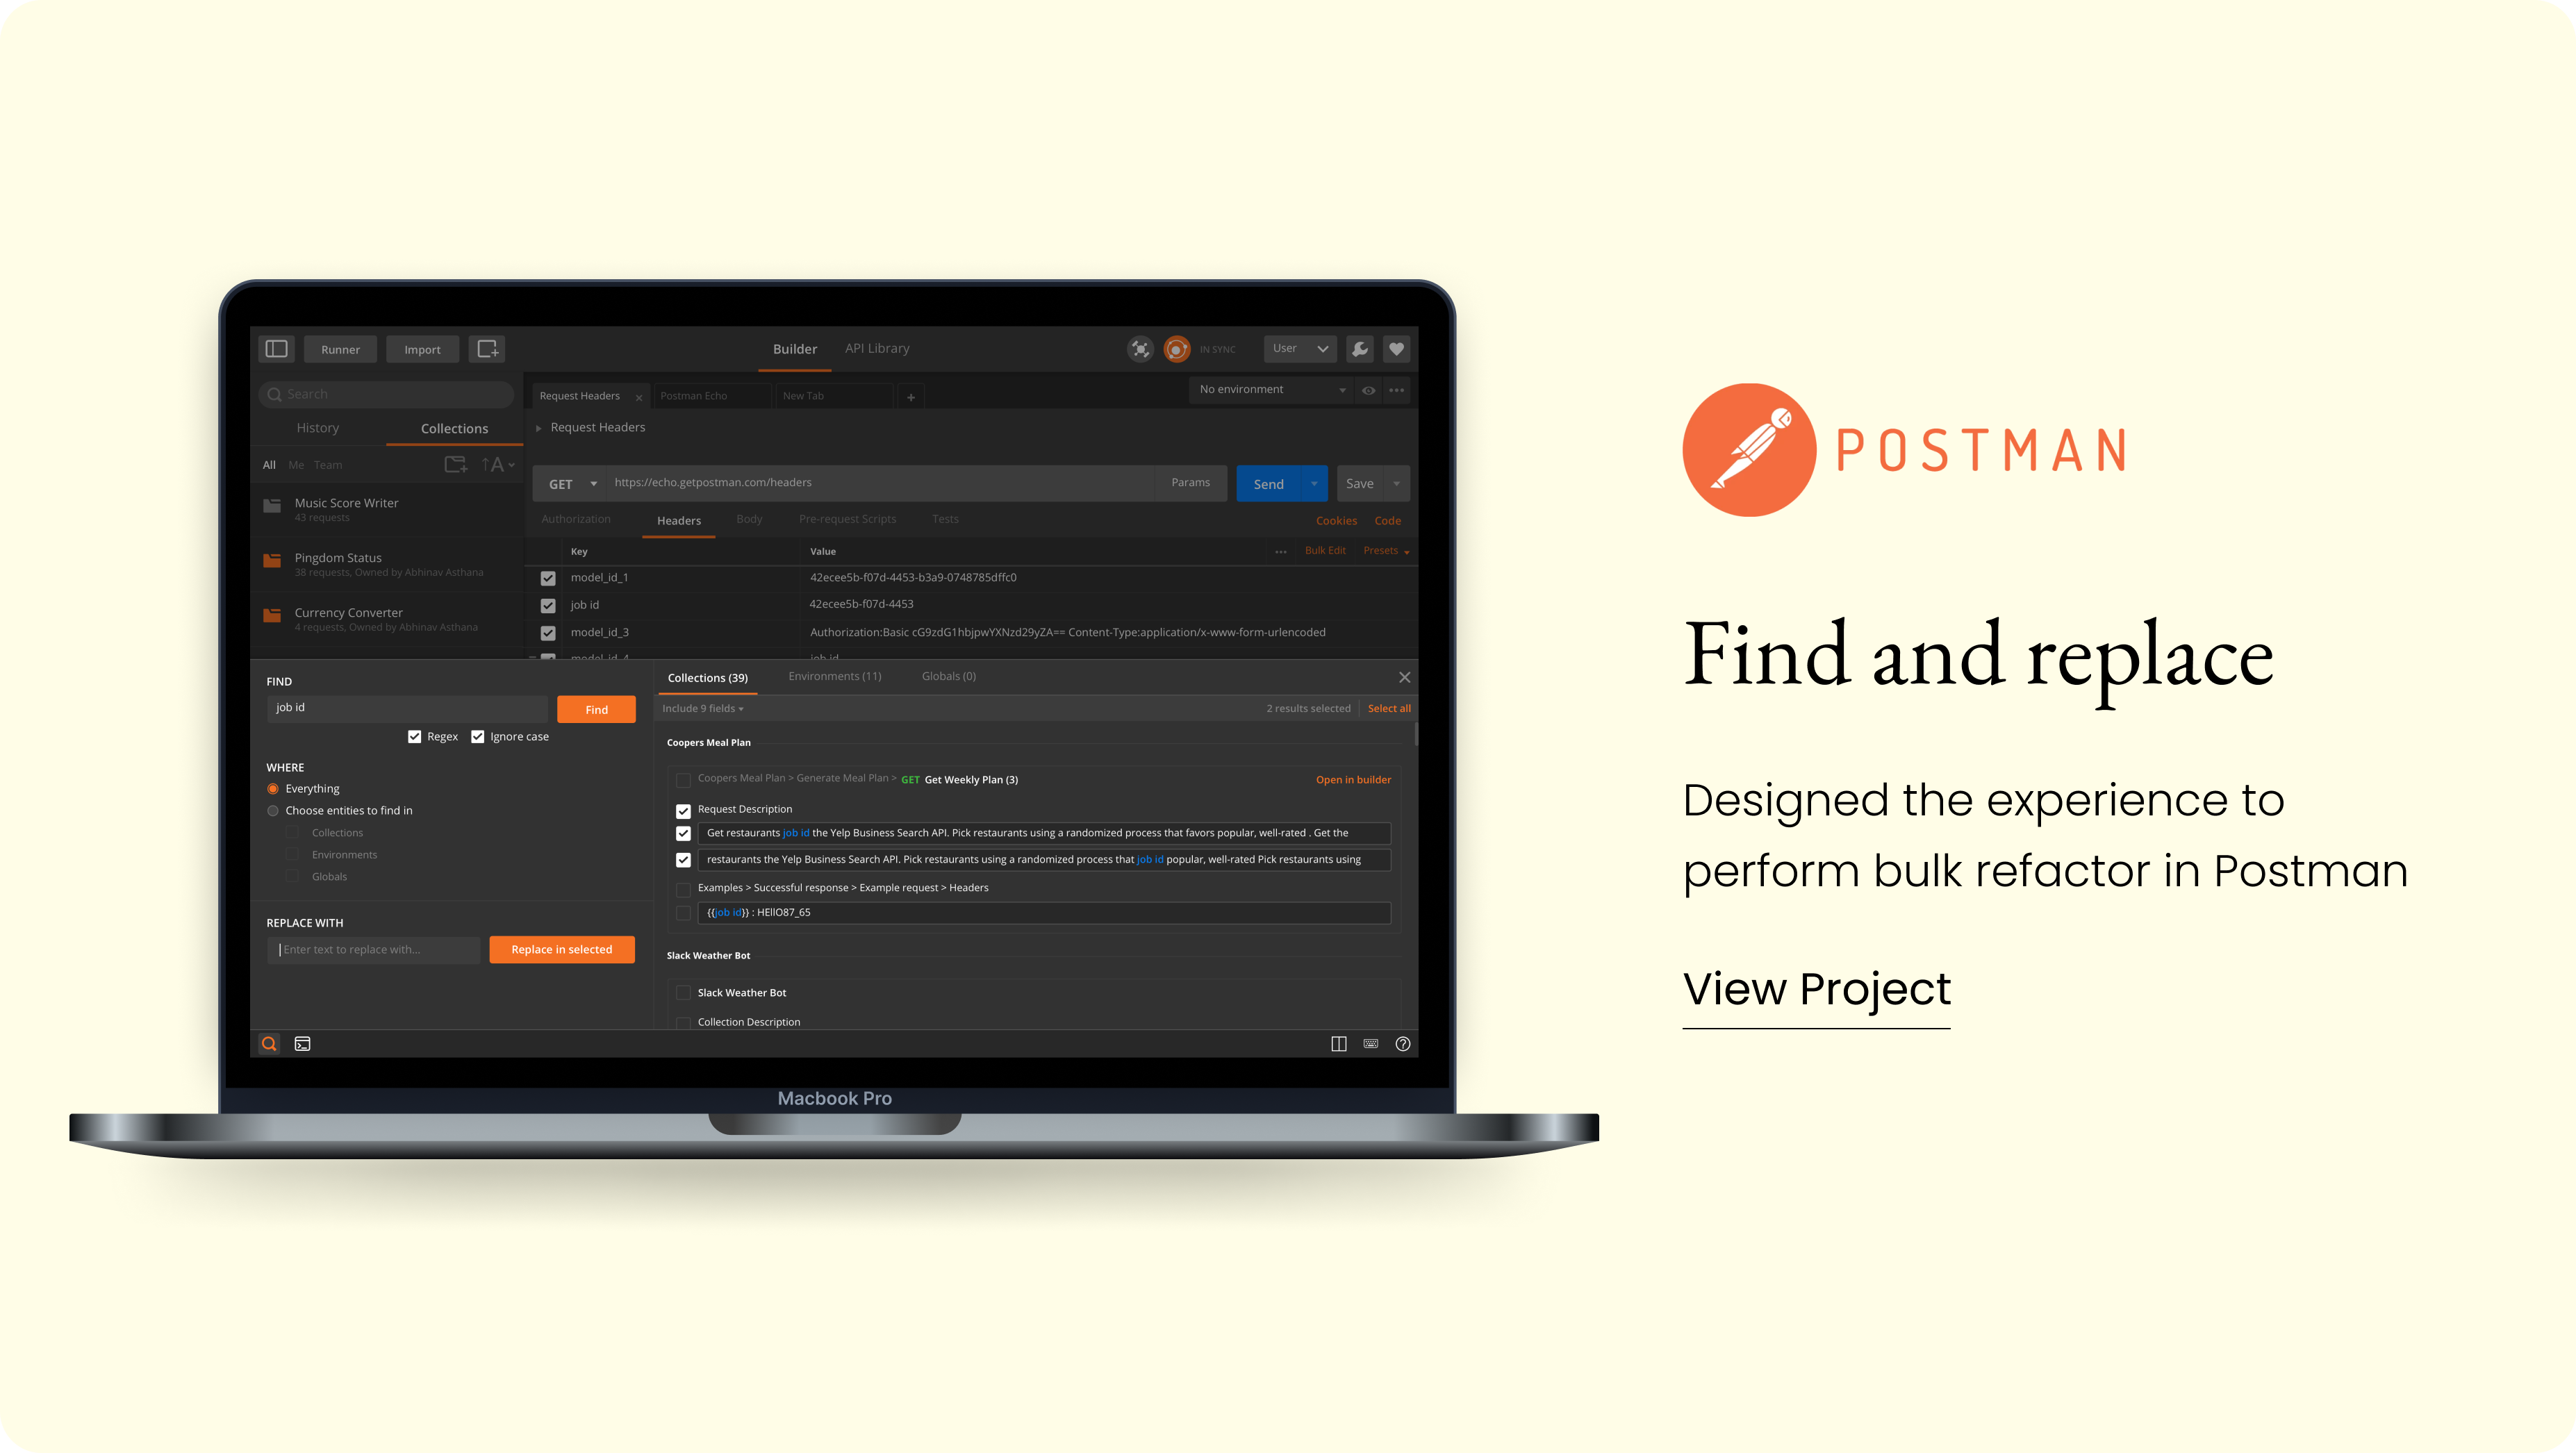 Runner Import Builder API Library IN SYNC User
Search
Request Headers Postman Echo New Tab + No environment
History Collections
Request Headers
All Me Team
GET https://echo.getpostman.com/headers Params Send Save
Music Score Writer
43 requests
Authorization Headers Body Pre-request Scripts Tests Cookies Code
Key Value Bulk Edit Presets
Pingdom Status
38 requests, Owned by Abhinav Asthana
model_id_1 42ecee5b-f07d-4453-b3a9-0748785dffc0
job id 42ecee5b-f07d-4453
Currency Converter
4 requests, Owned by Abhinav Asthana
model_id_3 Authorization:Basic cG9zdG1hbjpwYXNzd29yZA== Content-Type:application/x-www-form-urlencoded
model_id_4 job id
FIND
job id Find
Regex Ignore case
WHERE
Everything
Choose entities to find in
Collections
Environments
Globals
REPLACE WITH
Enter text to replace with... Replace in selected
Collections (39) Environments (11) Globals (0)
Include 9 fields 2 results selected Select all
Coopers Meal Plan
Coopers Meal Plan > Generate Meal Plan > GET Get Weekly Plan (3) Open in builder
Request Description
Get restaurants job id the Yelp Business Search API. Pick restaurants using a randomized process that favors popular, well-rated . Get the
restaurants the Yelp Business Search API. Pick restaurants using a randomized process that job id popular, well-rated Pick restaurants using
Examples > Successful response > Example request > Headers
{{job id}} : HEllO87_65
Slack Weather Bot
Slack Weather Bot
Collection Description
Macbook Pro
POSTMAN
Find and replace
Designed the experience to
perform bulk refactor in Postman
View Project